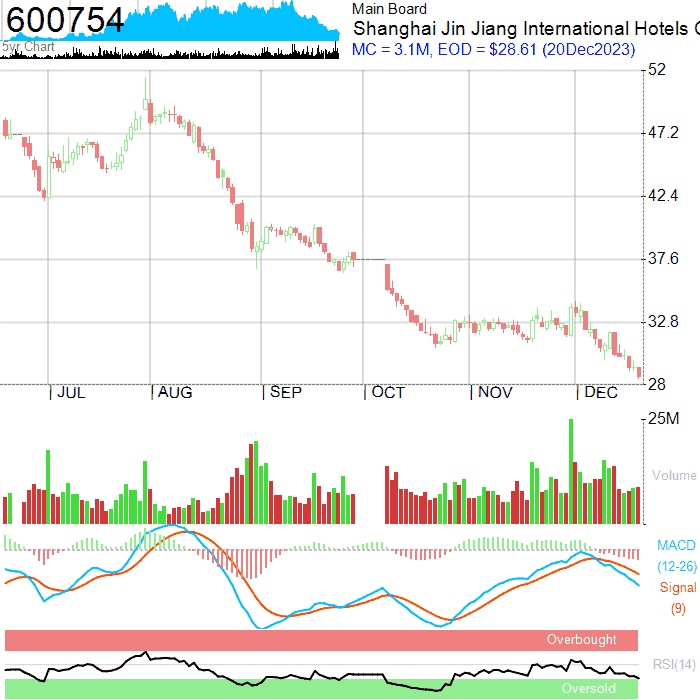 600754
Main Board
Shanghai Jin Jiang International Hotels C
5yr Chart
MC = 3.1M, EOD = $28.61 (20Dec2023)
52
47.2
42.4
37.6
32.8
28
JUL
AUG
SEP
OCT
NOV
DEC
25M
Volume
MACD
(12-26)
Signal
(9)
Overbought
RSI(14)
Oversold